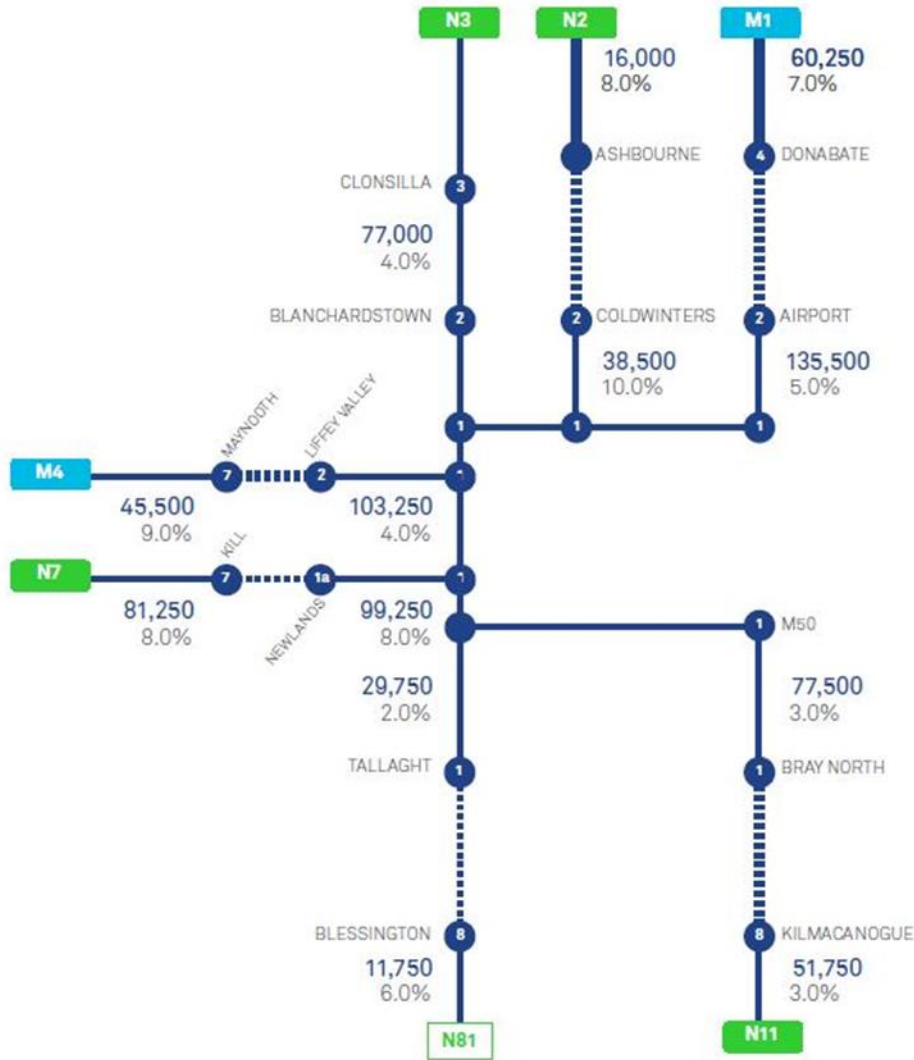 N3
N2
M1
16,000
8.0%
60,250
7.0%
ASHBOURNE
4
DONABATE
CLONSILLA
3
77,000
4.0%
BLANCHARDSTOWN
2
2
COLDWINTERS
2
AIRPORT
38,500
10.0%
135,500
5.0%
1
1
1
MAYNOOTH
LIFFEY VALLEY
M4
7
2
45,500
9.0%
103,250
4.0%
KILL
N7
7
1a
1
81,250
8.0%
NEWLANDS
99,250
8.0%
1
M50
29,750
2.0%
77,500
3.0%
TALLAGHT
1
1
BRAY NORTH
BLESSINGTON
8
8
KILMACANOGUE
11,750
6.0%
51,750
3.0%
N81
N11